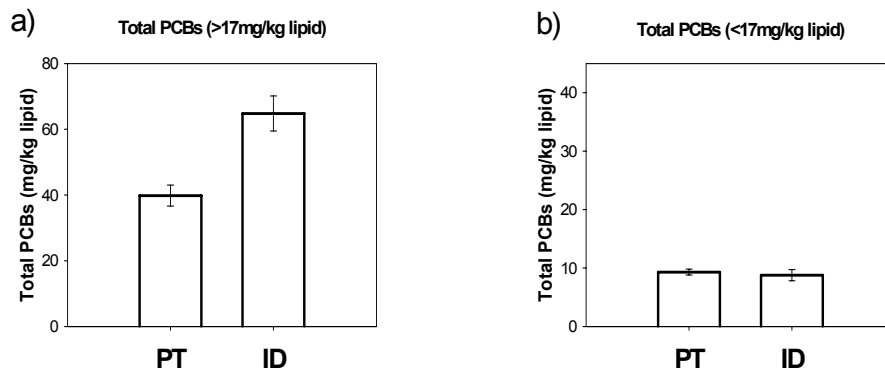 a)
Total PCBs (>17mg/kg lipid)
Total PCBs (mg/kg lipid)
80
60
40
20
0
PT ID
b)
Total PCBs (<17mg/kg lipid)
Total PCBs (mg/kg lipid)
40
30
20
10
0
PT ID